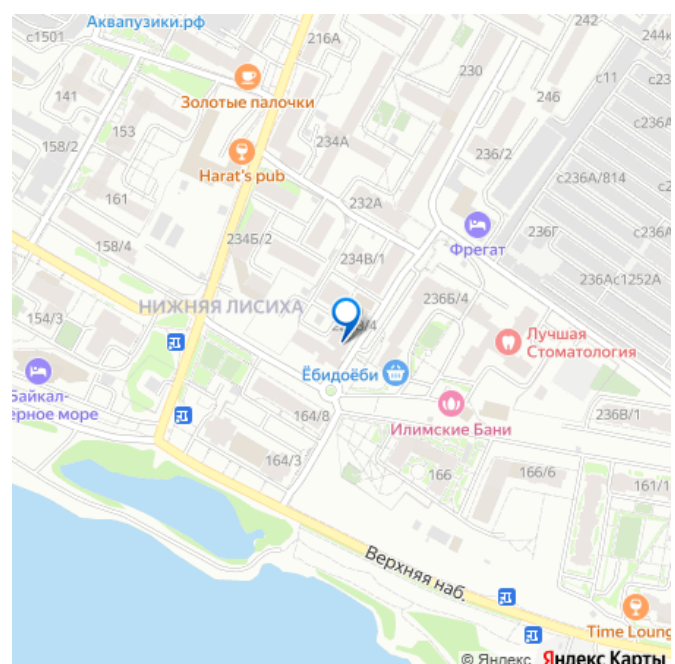 Аквапузики.рф
с1501
216А
242
244к
230
с11
с23
141
Золотые палочки
246
153
234А
с236А
158/2
Harat's pub
236/2
с236А/814
161
232А
с2
158/4
234Б/2
Фрегат
236Г
с236А
234В/1
236Ас1252А
НИЖНЯЯ ЛИСИХА
236Б/4
154/3
Лучшая
Стоматология
Байкал-
ерное море
Ёбидоёби
164/8
Илимские Бани
236В/1
164/3
166
166/6
161/1
Верхняя наб.
Time Loung
© Яндекс Яндекс Карты